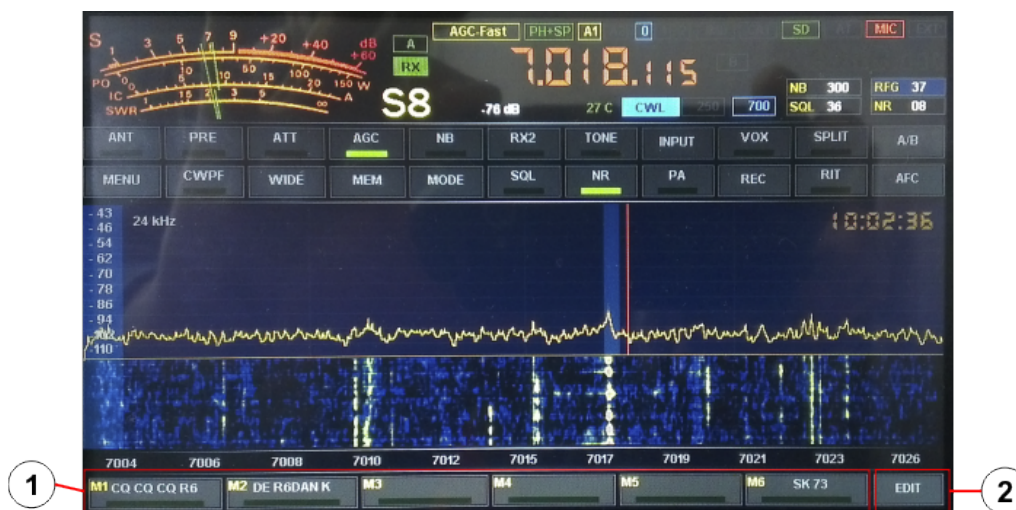 AGC-Fast PH+SP A1 0 SD AT MIC EXT
S 1 3 5 7 9 +20 +40 +60 dB
A
RX
7.018.115
PO 0 10 50 100 150 W
IC 0 5 10 15 20 A
SWR 1 1.5 2 3 5 ∞
S8 -76 dB 27 C CWL 250 700
NB 300 RFG 37
SQL 36 NR 08
ANT PRE ATT AGC NB RX2 TONE INPUT VOX SPLIT A/B
MENU CWPF WIDE MEM MODE SQL NR PA REC RIT AFC
-43
-46 24 kHz 10:02:36
-54
-62
-70
-78
-86
-94
-110
7004 7006 7008 7010 7012 7015 7017 7019 7021 7023 7026
1 M1 CQ CQ CQ R6 M2 DE R6DAN K M3 M4 M5 M6 SK 73 EDIT 2